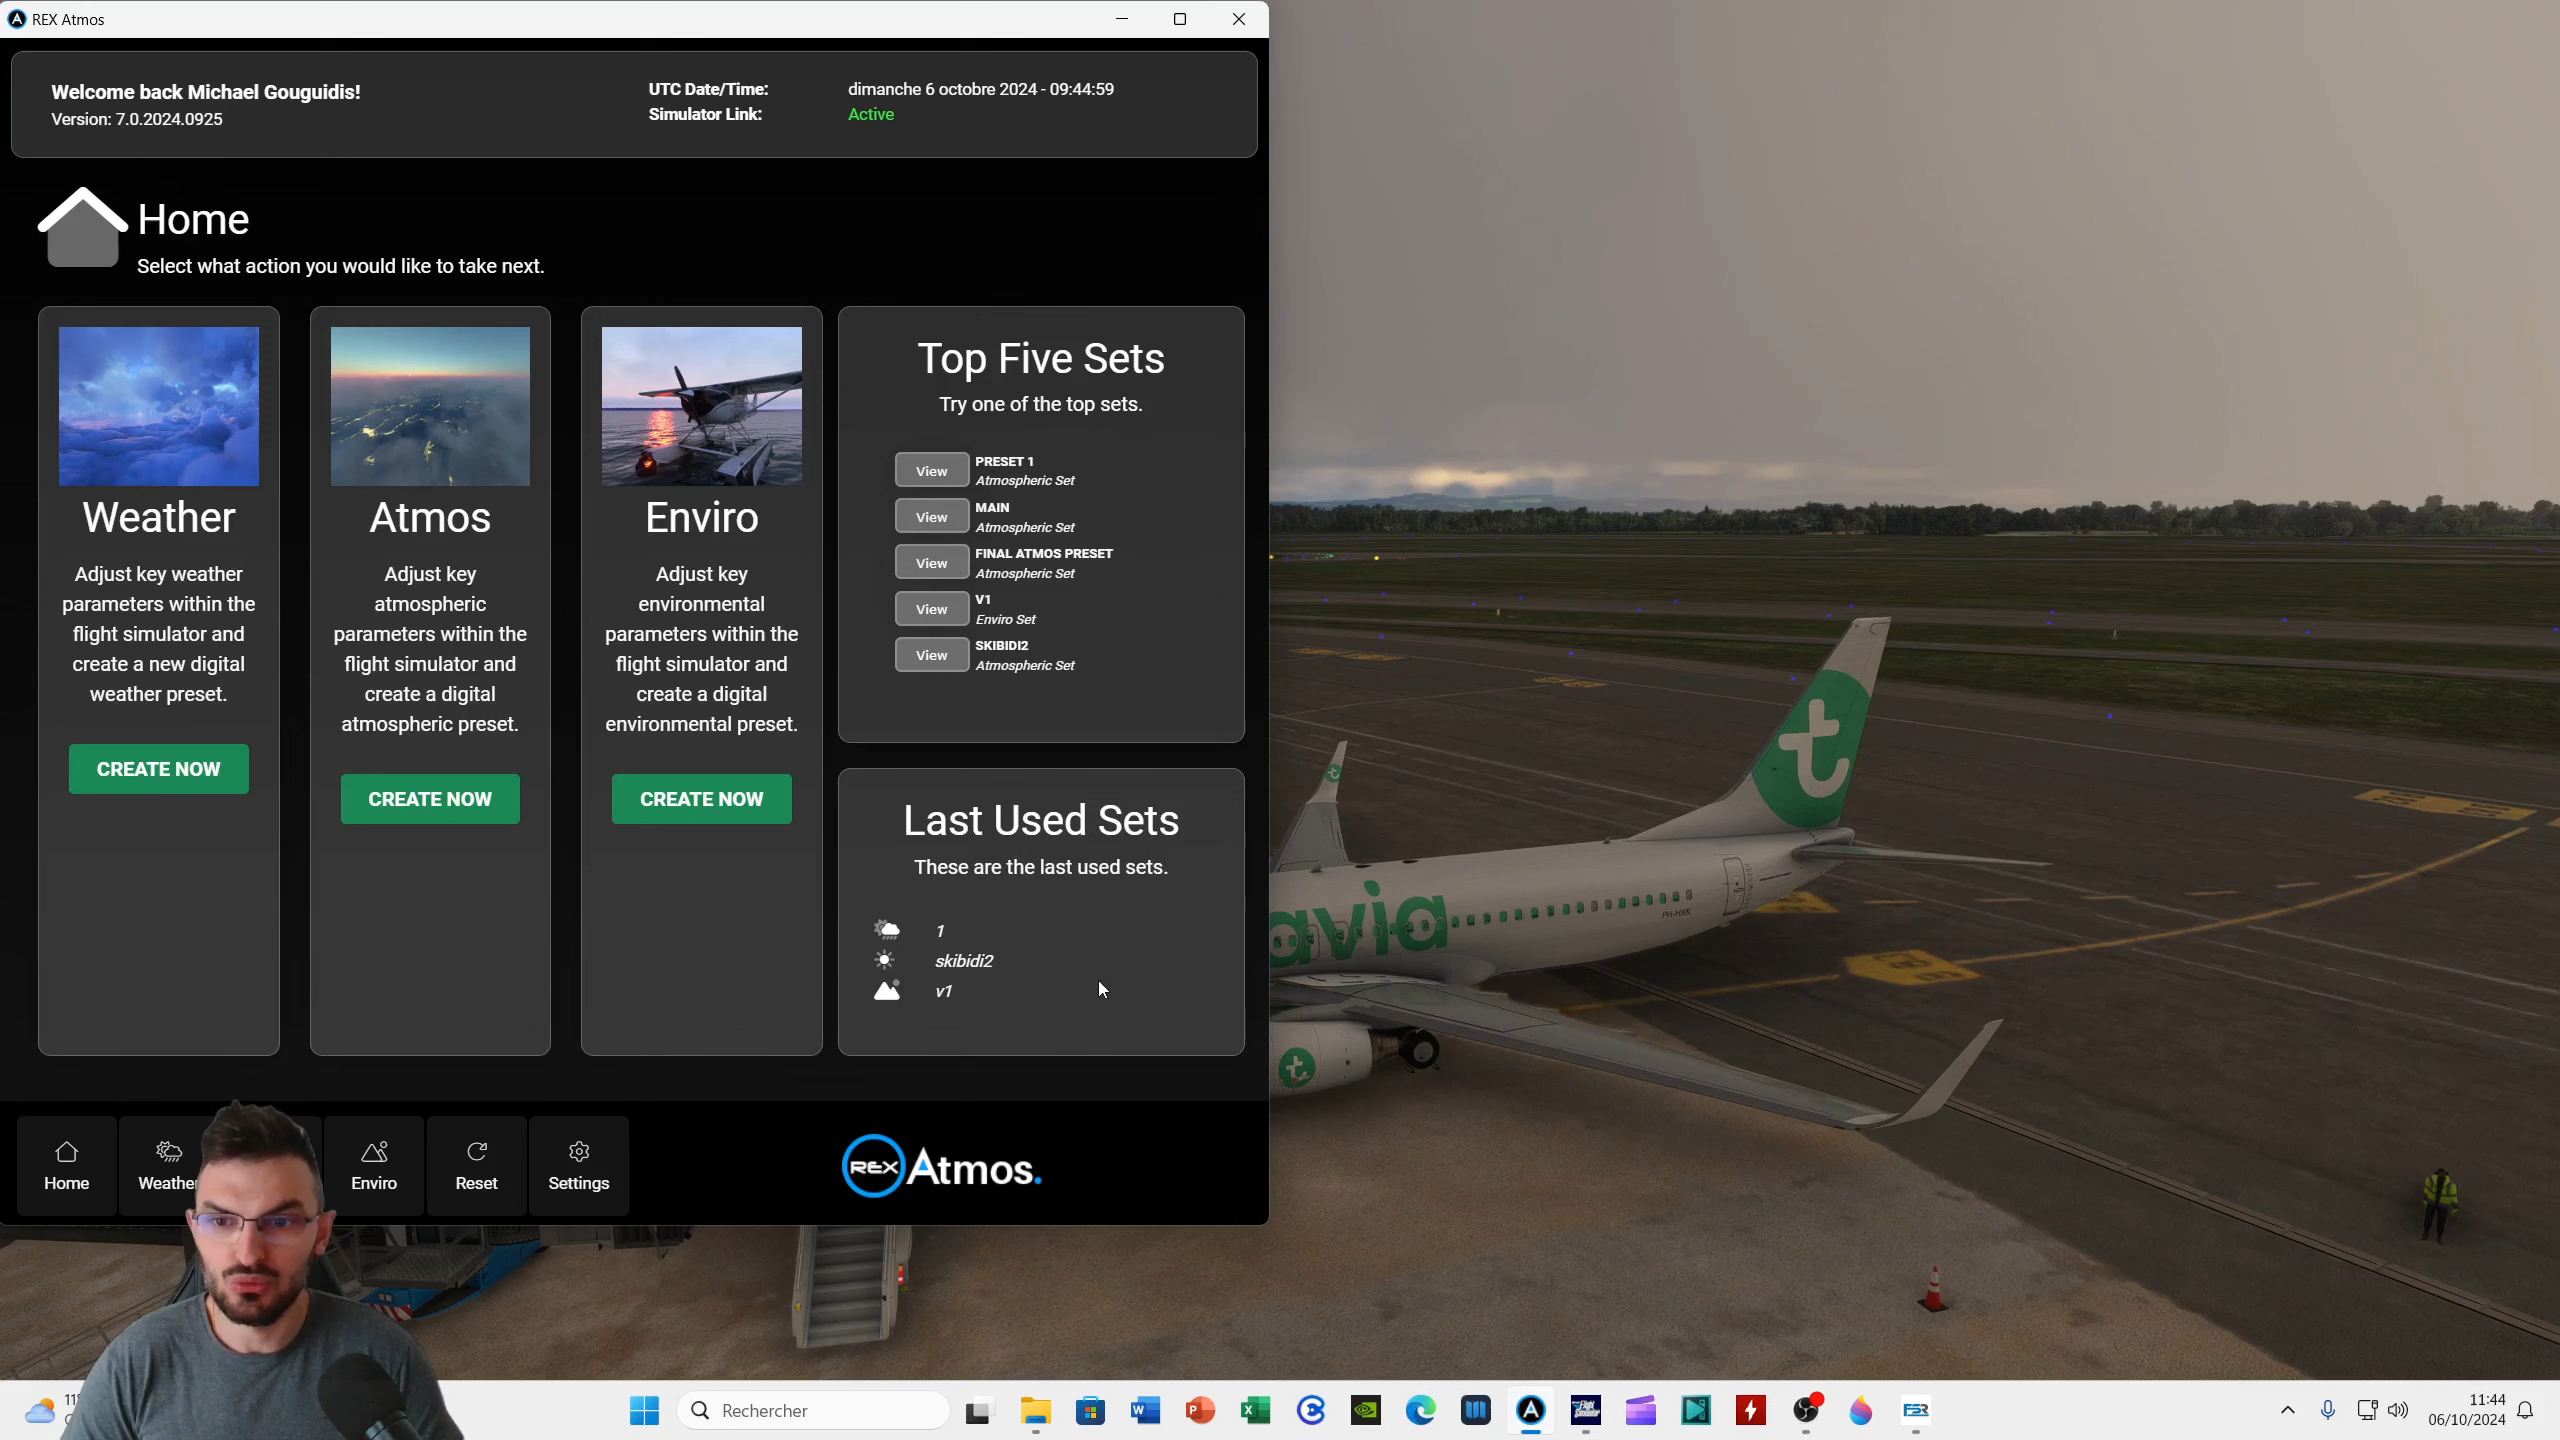 REX Atmos
Welcome back Michael Gouguidis!
Version: 7.0.2024.0925
UTC Date/Time:
dimanche 6 octobre 2024 - 09:44:59
Simulator Link:
Active
Home
Select what action you would like to take next.
Weather
Adjust key weather
parameters within the
flight simulator and
create a new digital
weather preset.
CREATE NOW
Atmos
Adjust key
atmospheric
parameters within the
flight simulator and
create a digital
atmospheric preset.
CREATE NOW
Enviro
Adjust key
environmental
parameters within the
flight simulator and
create a digital
environmental preset.
CREATE NOW
Top Five Sets
Try one of the top sets.
View
PRESET 1
Atmospheric Set
View
MAIN
Atmospheric Set
View
FINAL ATMOS PRESET
Atmospheric Set
View
V1
Enviro Set
View
SKIBIDI2
Atmospheric Set
Last Used Sets
These are the last used sets.
1
skibidi2
v1
avia
PH-HXK
t
Home
Weather
Enviro
Reset
Settings
REX Atmos.
Rechercher
11°
11:44
06/10/2024